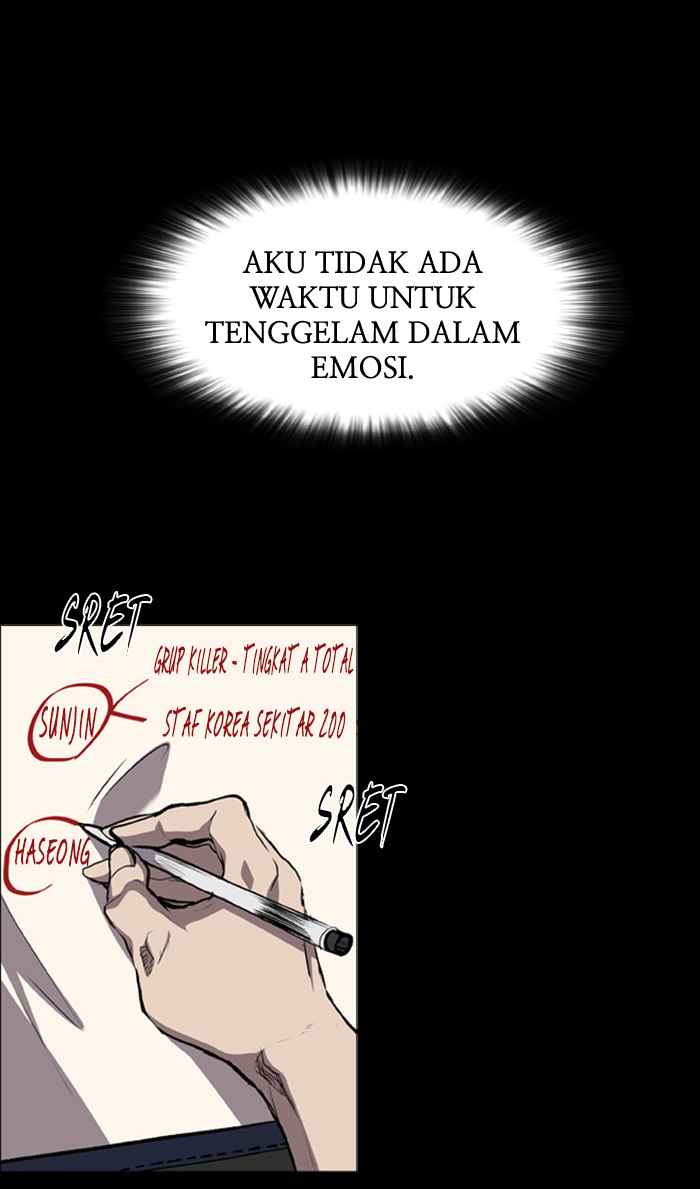 AKU TIDAK ADA
WAKTU UNTUK
TENGGELAM DALAM
EMOSI.
SRET
GRUP KILLER - TINGKAT A TOTAL
SUNJIN
STAF KOREA SEKITAR 200
SRET
HASEONG